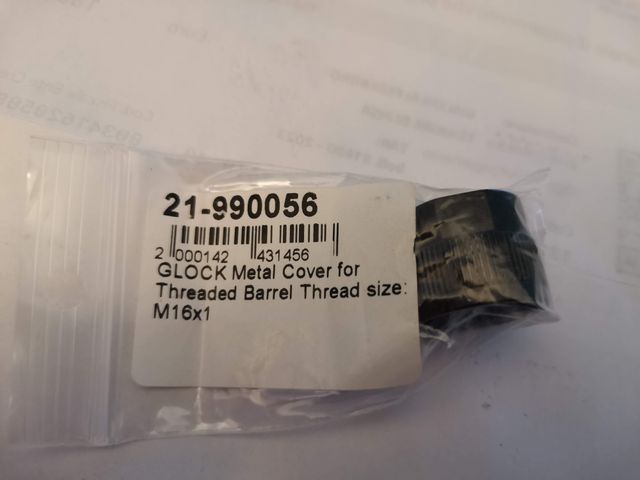 21-990056
2 000142 431456
GLOCK Metal Cover for
Threaded Barrel Thread size:
M16x1